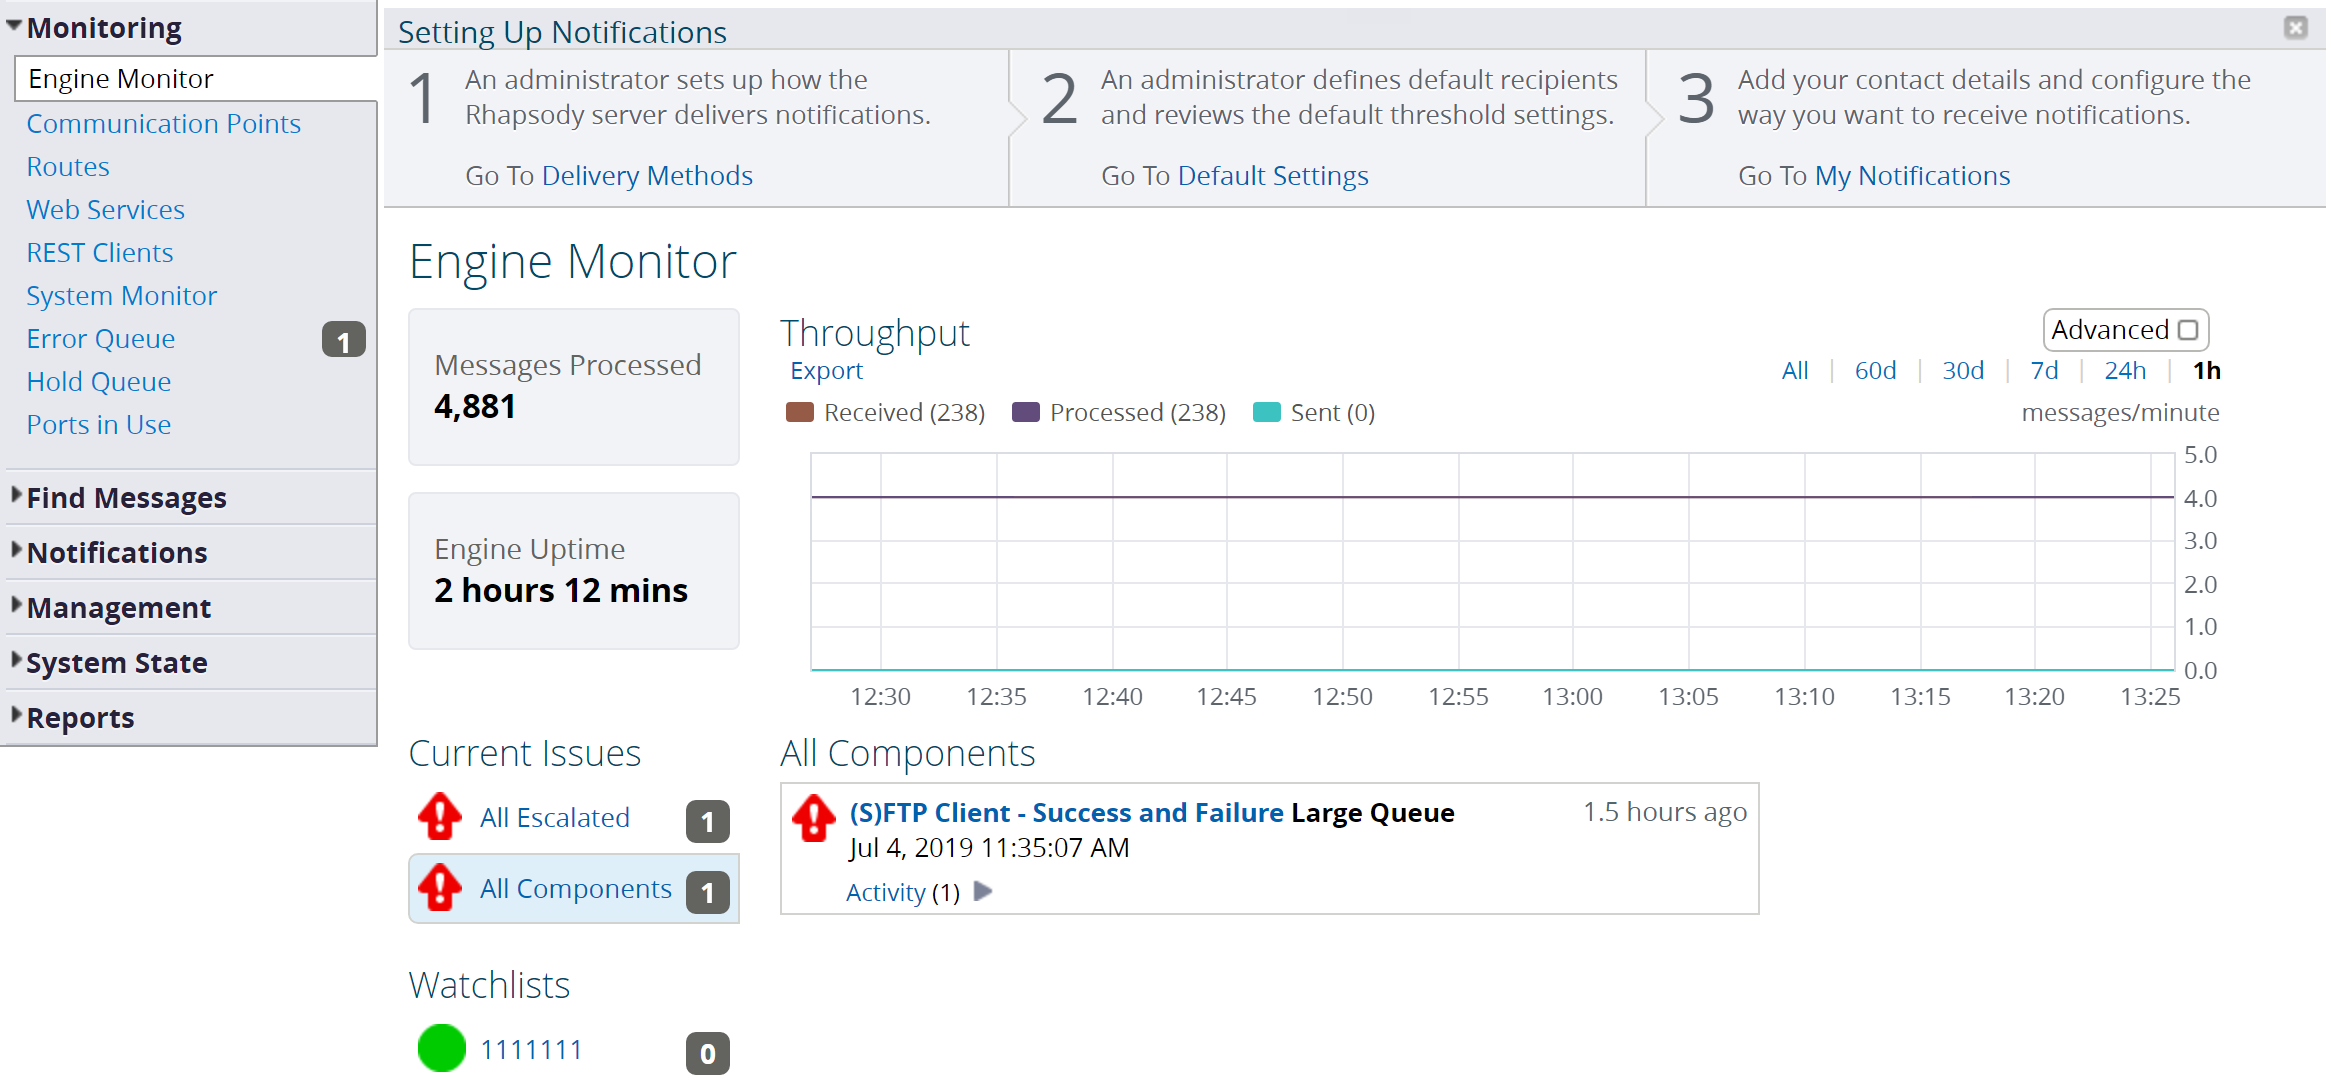 Monitoring
Engine Monitor
Communication Points
Routes
Web Services
REST Clients
System Monitor
Error Queue 1
Hold Queue
Ports in Use
Find Messages
Notifications
Management
System State
Reports
Setting Up Notifications
1
An administrator sets up how the
Rhapsody server delivers notifications.
Go To Delivery Methods
2
An administrator defines default recipients
and reviews the default threshold settings.
Go To Default Settings
3
Add your contact details and configure the
way you want to receive notifications.
Go To My Notifications
Engine Monitor
Messages Processed
4,881
Engine Uptime
2 hours 12 mins
Throughput
Advanced
Export
All 60d 30d 7d 24h 1h
Received (238) Processed (238) Sent (0)
messages/minute
5.0
4.0
3.0
2.0
1.0
0.0
12:30 12:35 12:40 12:45 12:50 12:55 13:00 13:05 13:10 13:15 13:20 13:25
Current Issues
All Escalated 1
All Components 1
All Components
(S)FTP Client - Success and Failure Large Queue 1.5 hours ago
Jul 4, 2019 11:35:07 AM
Activity (1)
Watchlists
1111111 0